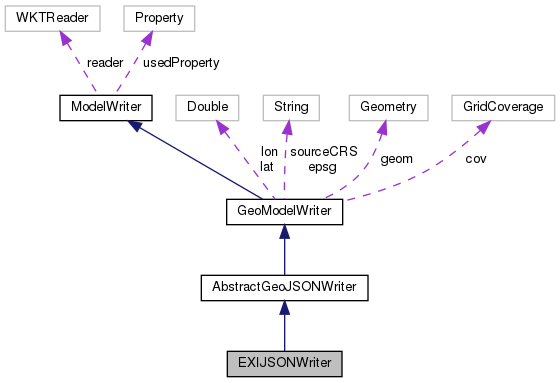 WKTReader
Property
reader
usedProperty
ModelWriter
Double
String
Geometry
GridCoverage
lon
lat
sourceCRS
epsg
geom
cov
GeoModelWriter
AbstractGeoJSONWriter
EXIJSONWriter